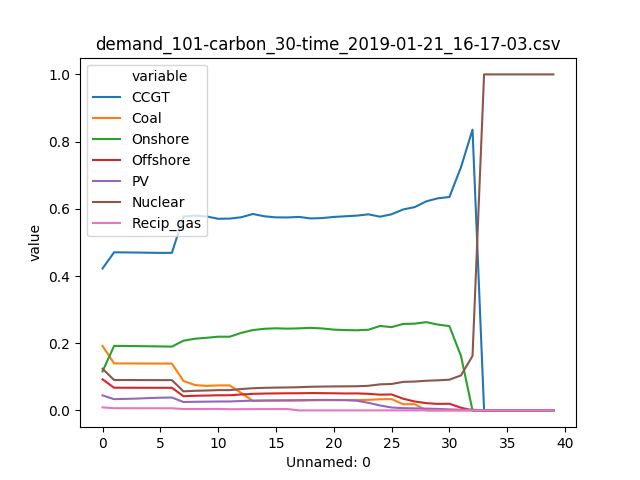 demand_101-carbon_30-time_2019-01-21_16-17-03.csv
variable
CCGT
Coal
Onshore
Offshore
PV
Nuclear
Recip_gas
value
1.0
0.8
0.6
0.4
0.2
0.0
0 5 10 15 20 25 30 35 40
Unnamed: 0